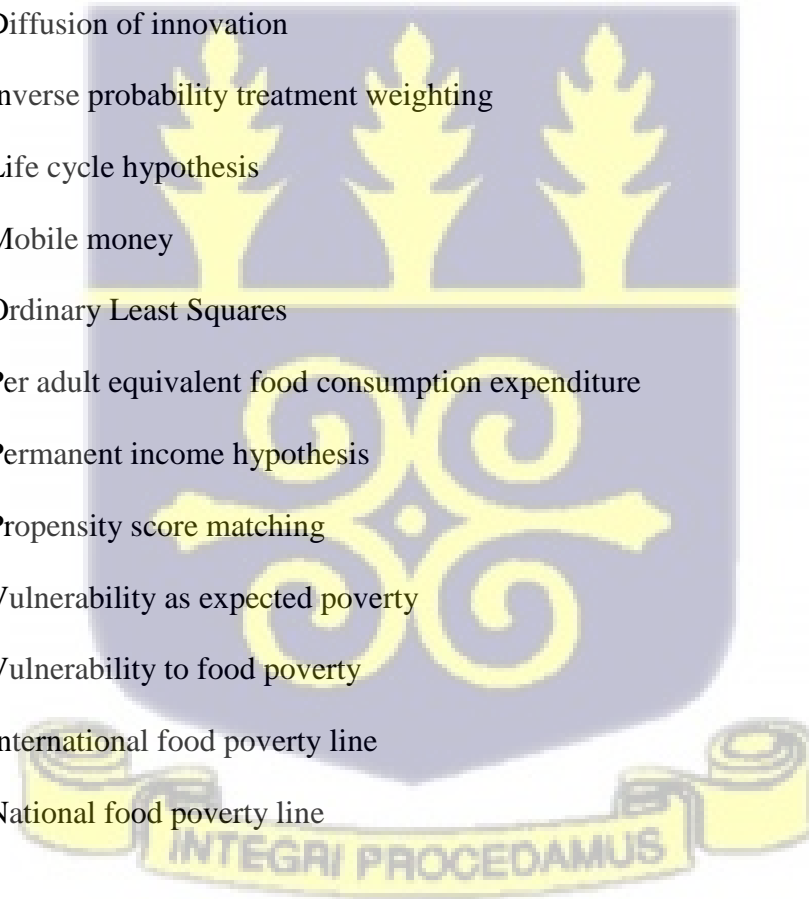 Diffusion of innovation
nverse probability treatment weighting
Life cycle hypothesis
Mobile money
Ordinary Least Squares
Per adult equivalent food consumption expenditure
Permanent income hypothesis
Propensity score matching
Vulnerability as expected poverty
Vulnerability to food poverty
nternational food poverty line
National food poverty line
INTEGRI PROCEDAMUS